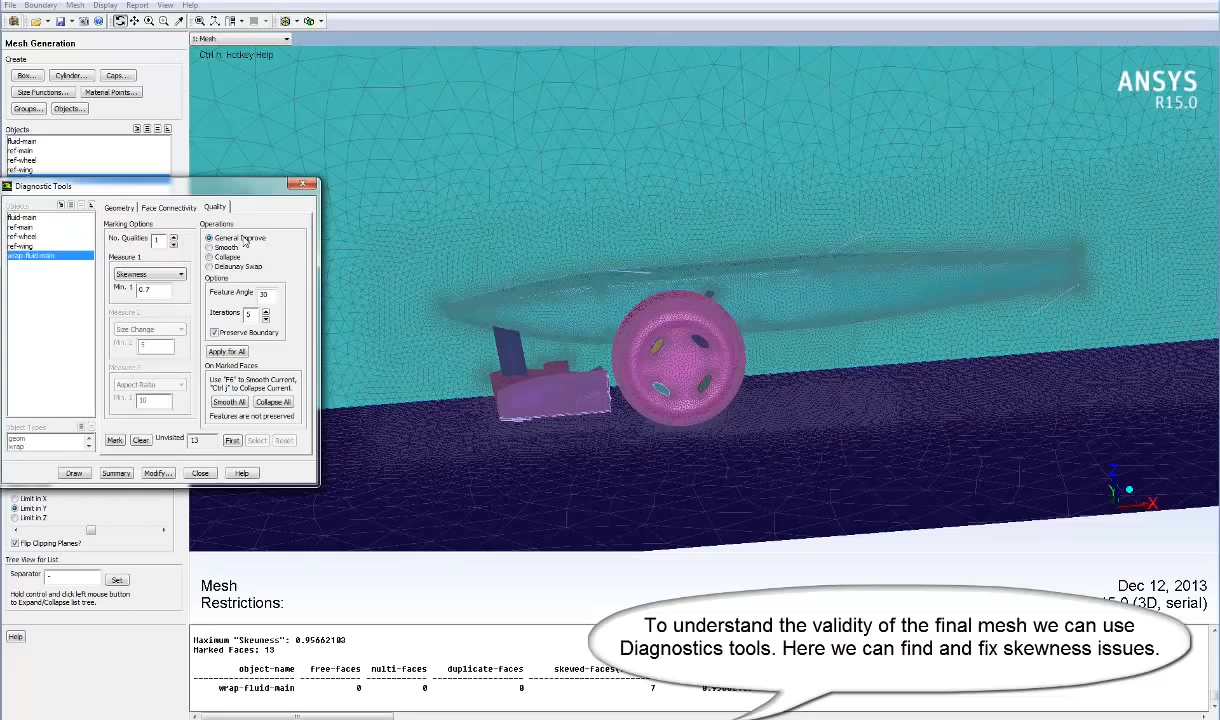 File Boundary Mesh Display Report View Help
Mesh Generation
Create
Box... Cylinder... Caps...
Size Functions... Material Points...
Groups... Objects...
Objects
fluid-main
ref-main
ref-wheel
ref-wing
1: Mesh
Ctrl h: Hotkey Help
ANSYS
R15.0
Diagnostic Tools
Objects
fluid-main
ref-main
ref-wheel
ref-wing
wrap-fluid-main
Object Types
geom
wrap
Geometry Face Connectivity Quality
Marking Options
No. Qualities 1
Measure 1
Skewness
Min. 1 0.7
Measure 2
Size Change
Min. 2 5
Measure 3
Aspect Ratio
Min. 3 10
Operations
General Improve
Smooth
Collapse
Delaunay Swap
Options
Feature Angle 30
Iterations 5
Preserve Boundary
Apply for All
On Marked Faces
Use "F6" to Smooth Current,
"Ctrl j" to Collapse Current.
Smooth All Collapse All
Features are not preserved
Mark Clear Unvisited 13 First Select Reset
Draw Summary Modify... Close Help
Limit in X
Limit in Y
Limit in Z
Flip Clipping Planes?
Tree View for List
Separator - Set
Hold control and click left mouse button
to Expand/Collapse list tree.
Help
Z
Y
X
Mesh
Restrictions:
Dec 12, 2013
(3D, serial)
Maximum "Skewness": 0.95662103
Marked Faces: 13
object-name free-faces multi-faces duplicate-faces skewed-faces
wrap-fluid-main 0 0 0 7
To understand the validity of the final mesh we can use
Diagnostics tools. Here we can find and fix skewness issues.